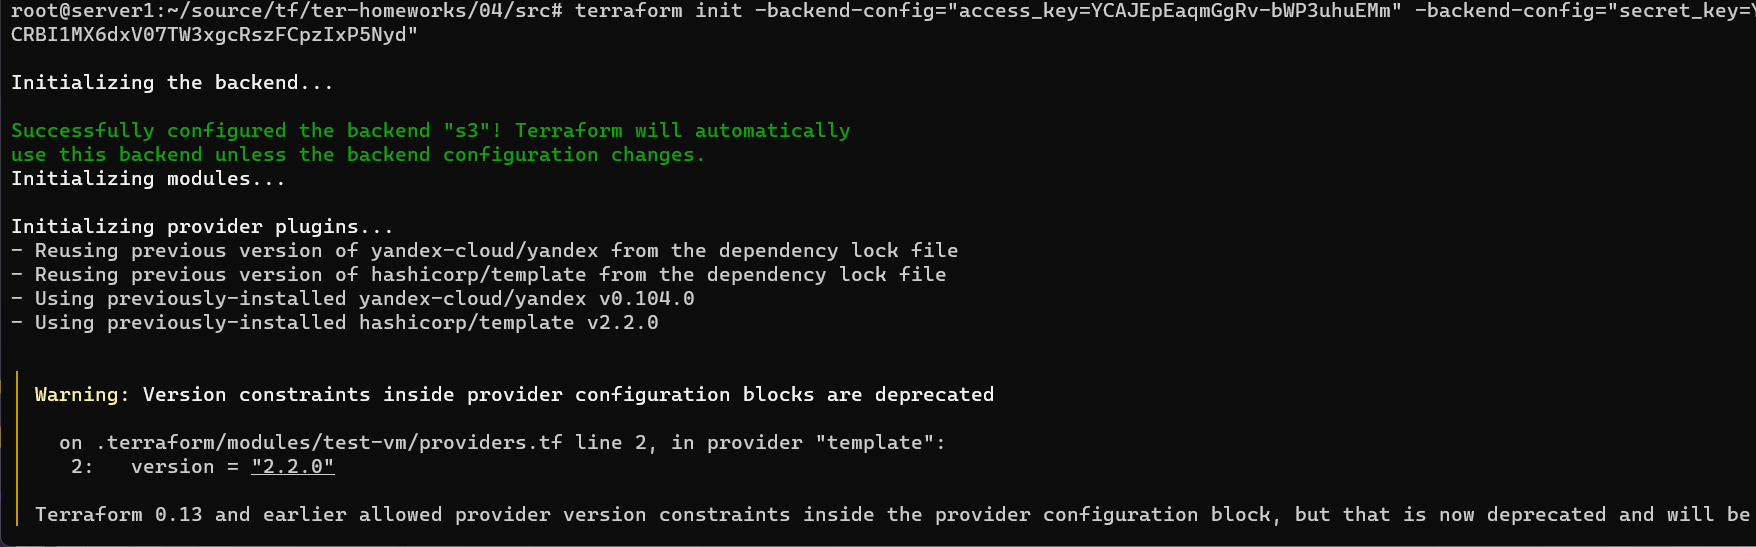 root@server1:~/source/tf/ter-homeworks/04/src# terraform init -backend-config="access_key=YCAJEpEaqmGgRv-bWP3uhuEMm" -backend-config="secret_key=
CRBI1MX6dxV07TW3xgcRszFCpzIxP5Nyd"
Initializing the backend...
Successfully configured the backend "s3"! Terraform will automatically
use this backend unless the backend configuration changes.
Initializing modules...
Initializing provider plugins...
- Reusing previous version of yandex-cloud/yandex from the dependency lock file
- Reusing previous version of hashicorp/template from the dependency lock file
- Using previously-installed yandex-cloud/yandex v0.104.0
- Using previously-installed hashicorp/template v2.2.0
Warning: Version constraints inside provider configuration blocks are deprecated
on .terraform/modules/test-vm/providers.tf line 2, in provider "template":
2: version = "2.2.0"
Terraform 0.13 and earlier allowed provider version constraints inside the provider configuration block, but that is now deprecated and will be